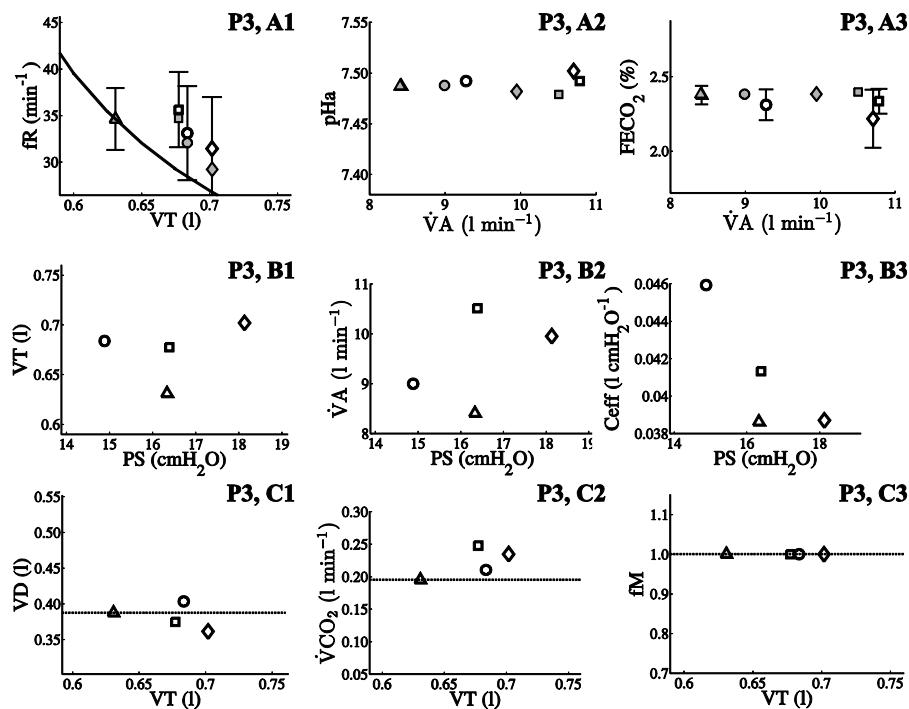 P3, A1
45
40
35
30
fR (min⁻¹)
0.6
0.65
0.7
0.75
VT (l)
P3, A2
7.50
7.45
7.40
pHa
8
9
10
11
V̇A (l min⁻¹)
P3, A3
2.5
2.0
FECO₂ (%)
8
9
10
11
V̇A (l min⁻¹)
P3, B1
0.75
0.7
0.65
0.6
VT (l)
14
15
16
17
18
19
PS (cmH₂O)
P3, B2
11
10
9
8
V̇A (l min⁻¹)
14
15
16
17
18
19
PS (cmH₂O)
P3, B3
0.046
0.044
0.042
0.04
0.038
Ceff (l cmH₂O⁻¹)
14
16
18
PS (cmH₂O)
P3, C1
0.55
0.50
0.45
0.40
0.35
VD (l)
0.6
0.65
0.7
0.75
VT (l)
P3, C2
0.30
0.25
0.20
0.15
0.10
0.05
V̇CO₂ (l min⁻¹)
0.6
0.65
0.7
0.75
VT (l)
P3, C3
1.1
1.0
0.9
0.8
0.7
fM
0.6
0.65
0.7
0.75
VT (l)